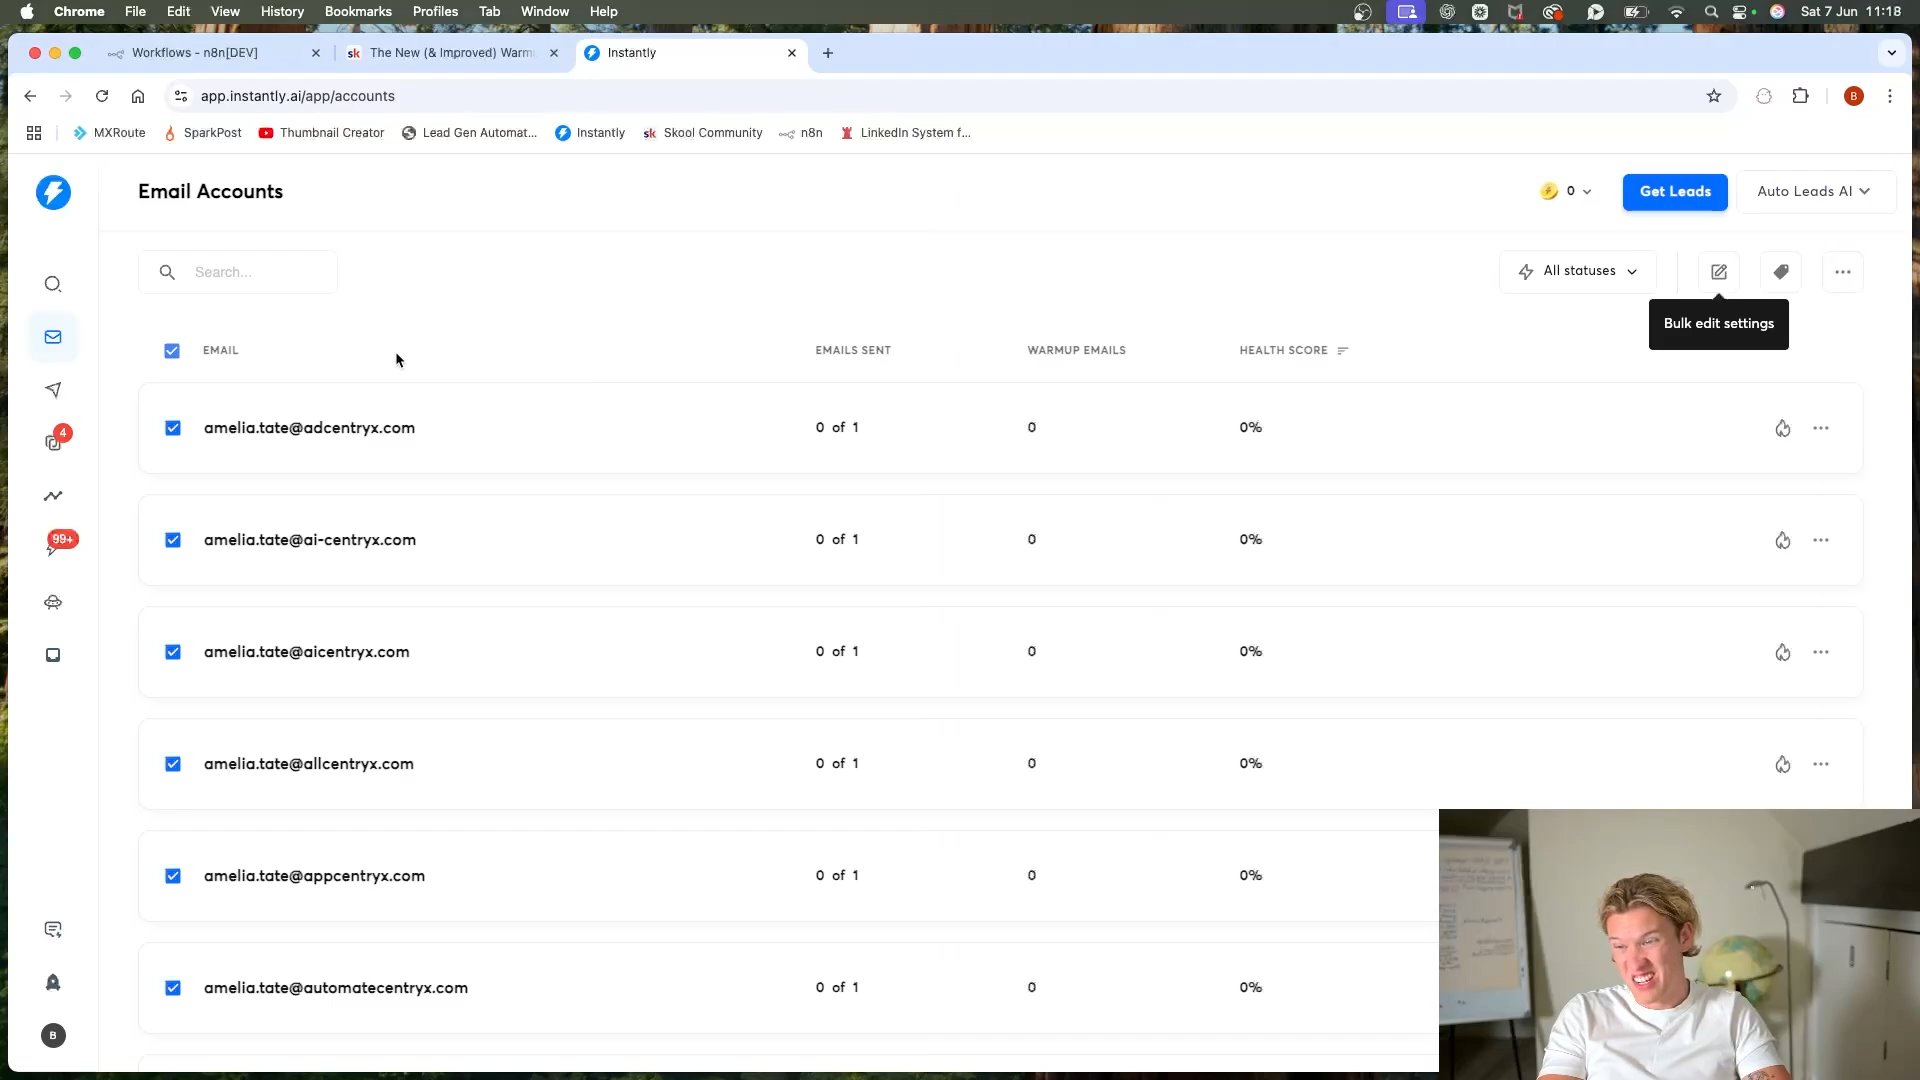 Chrome File Edit View History Bookmarks Profiles Tab Window Help Sat 7 Jun 11:18
Workflows - n8n[DEV] sk The New (& Improved) Warm Instantly
app.instantly.ai/app/accounts B
MXRoute SparkPost Thumbnail Creator Lead Gen Automat... Instantly sk Skool Community n8n LinkedIn System f...
Email Accounts 0 Get Leads Auto Leads AI
Search... All statuses
Bulk edit settings
EMAIL EMAILS SENT WARMUP EMAILS HEALTH SCORE
amelia.tate@adcentryx.com 0 of 1 0 0%
4
amelia.tate@ai-centryx.com 0 of 1 0 0%
99+
amelia.tate@aicentryx.com 0 of 1 0 0%
amelia.tate@allcentryx.com 0 of 1 0 0%
amelia.tate@appcentryx.com 0 of 1 0 0%
amelia.tate@automatecentryx.com 0 of 1 0 0%
B